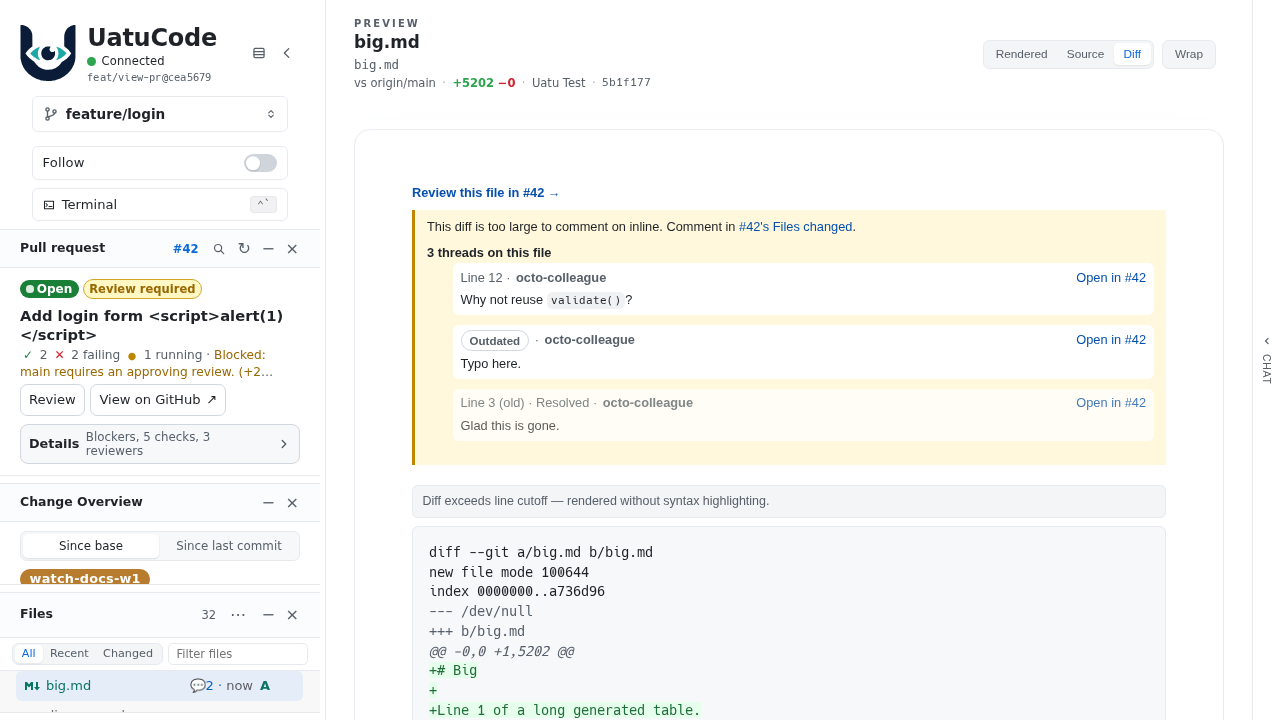 UatuCode
Connected
feat/view-pr@cea5679
feature/login
Follow
Terminal ⌃`
Pull request #42
Open Review required
Add login form <script>alert(1)
</script>
✓ 2 ✕ 2 failing ● 1 running · Blocked:
main requires an approving review. (+2…
Review View on GitHub ↗
Details Blockers, 5 checks, 3
reviewers
Change Overview
Since base Since last commit
watch-docs-w1
Files 32 ⋯
All Recent Changed Filter files
big.md 💬2 · now A
PREVIEW
big.md
big.md
vs origin/main · +5202 −0 · Uatu Test · 5b1f177
Rendered Source Diff Wrap
Review this file in #42 →
This diff is too large to comment on inline. Comment in #42's Files changed.
3 threads on this file
Line 12 · octo-colleague Open in #42
Why not reuse validate()?
Outdated · octo-colleague Open in #42
Typo here.
Line 3 (old) · Resolved · octo-colleague Open in #42
Glad this is gone.
Diff exceeds line cutoff — rendered without syntax highlighting.
diff --git a/big.md b/big.md
new file mode 100644
index 0000000..a736d96
--- /dev/null
+++ b/big.md
@@ -0,0 +1,5202 @@
+# Big
+
+Line 1 of a long generated table.
CHAT